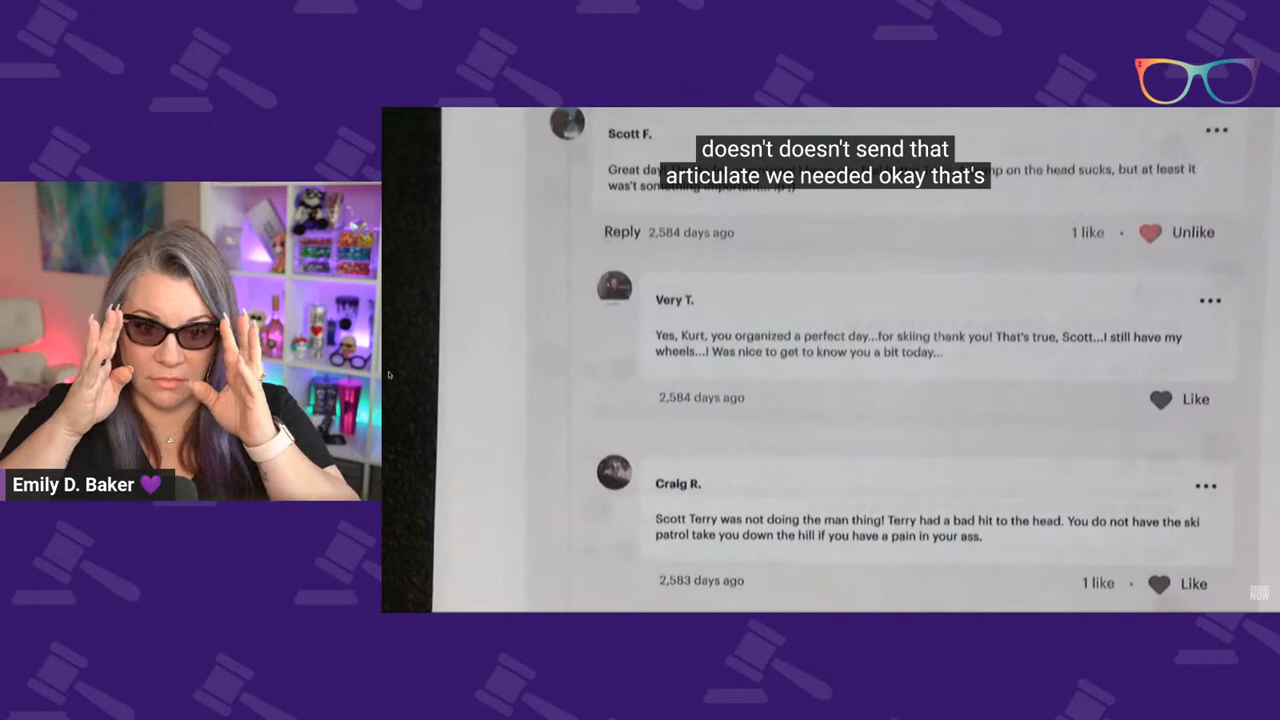 Scott F.
doesn't doesn't send that
articulate we needed okay that's
Great day on the head sucks, but at least it
was't
Reply 2,584 days ago
1 like · Unlike
Very T.
Yes, Kurt, you organized a perfect day...for skiing thank you! That's true, Scott...I still have my
wheels...! Was nice to get to know you a bit today...
2,584 days ago
Like
Craig R.
Scott Terry was not doing the man thing! Terry had a bad hit to the head. You do not have the ski
patrol take you down the hill if you have a pain in your ass.
2,583 days ago
1 like · Like
Emily D. Baker
NOW